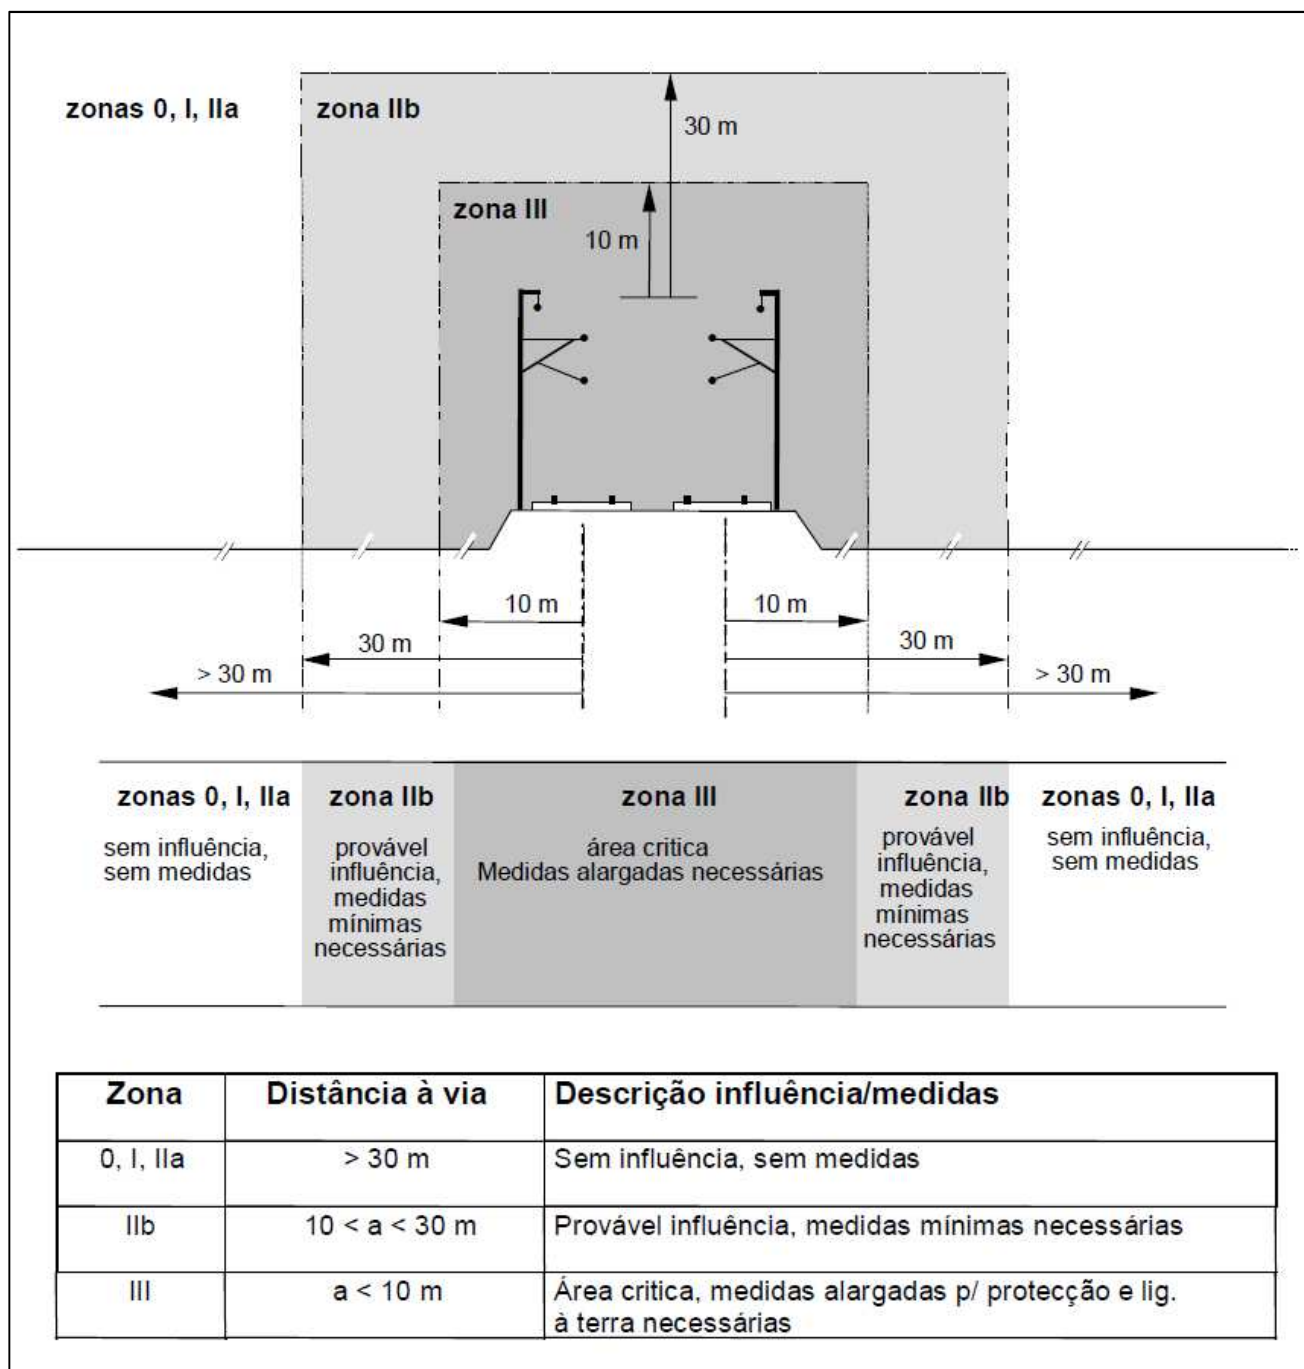 zonas 0, I, IIa
zona IIb
30 m
zona III
10 m
10 m
10 m
30 m
30 m
> 30 m
> 30 m
zonas 0, I, IIa
sem influência,
sem medidas
zona IIb
provável
influência,
medidas
mínimas
necessárias
zona III
área critica
Medidas alargadas necessárias
zona IIb
provável
influência,
medidas
mínimas
necessárias
zonas 0, I, IIa
sem influência,
sem medidas
Zona Distância à via Descrição influência/medidas
0, I, IIa > 30 m Sem influência, sem medidas
IIb 10 < a < 30 m Provável influência, medidas mínimas necessárias
III a < 10 m Área critica, medidas alargadas p/ protecção e lig.
à terra necessárias